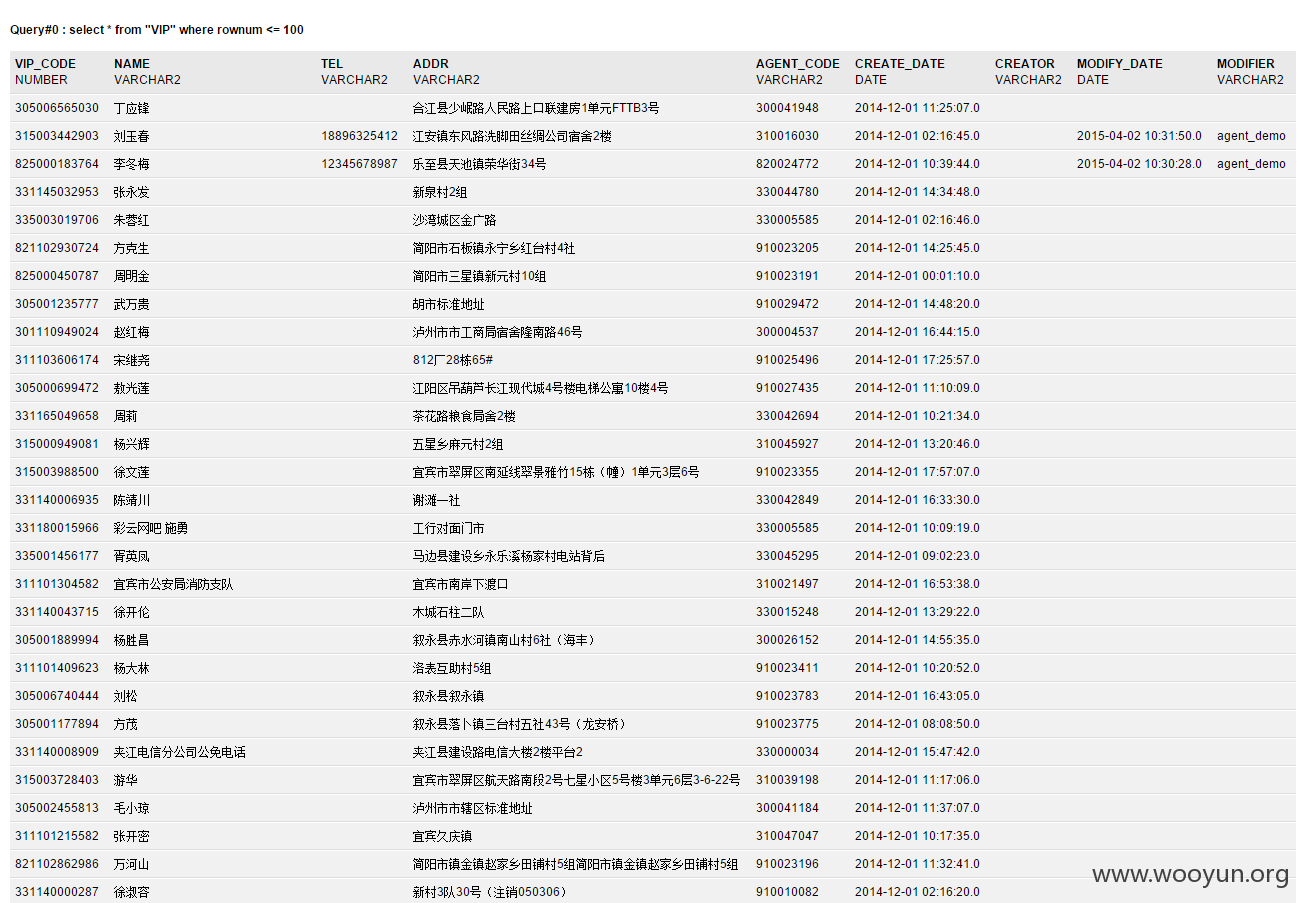 Query#0 : select * from "VIP" where rownum <= 100
VIP_CODE NAME TEL ADDR AGENT_CODE CREATE_DATE CREATOR MODIFY_DATE MODIFIER
NUMBER VARCHAR2 VARCHAR2 VARCHAR2 VARCHAR2 DATE VARCHAR2 DATE VARCHAR2
305006565030 丁应锋 合江县少岷路人民路上口联建房1单元FTTB3号 300041948 2014-12-01 11:25:07.0
315003442903 刘玉春 18896325412 江安镇东风路洗脚田丝绸公司宿舍2楼 310016030 2014-12-01 02:16:45.0 2015-04-02 10:31:50.0 agent_demo
825000183764 李冬梅 12345678987 乐至县天池镇荣华街34号 820024772 2014-12-01 10:39:44.0 2015-04-02 10:30:28.0 agent_demo
331145032953 张永发 新泉村2组 330044780 2014-12-01 14:34:48.0
335003019706 朱蓉红 沙湾城区金广路 330005585 2014-12-01 02:16:46.0
821102930724 方克生 简阳市石板镇永宁乡红台村4社 910023205 2014-12-01 14:25:45.0
825000450787 周明金 简阳市三星镇新元村10组 910023191 2014-12-01 00:01:10.0
305001235777 武万贵 胡市标准地址 910029472 2014-12-01 14:48:20.0
301110949024 赵红梅 泸州市市工商局宿舍隆南路46号 300004537 2014-12-01 16:44:15.0
311103606174 宋继尧 812厂28栋65# 910025496 2014-12-01 17:25:57.0
305000699472 敖光莲 江阳区吊葫芦长江现代城4号楼电梯公寓10楼4号 910027435 2014-12-01 11:10:09.0
331165049658 周莉 茶花路粮食局舍2楼 330042694 2014-12-01 10:21:34.0
315000949081 杨兴辉 五星乡麻元村2组 310045927 2014-12-01 13:20:46.0
315003988500 徐文莲 宜宾市翠屏区南延线翠景雅竹15栋（幢）1单元3层6号 910023355 2014-12-01 17:57:07.0
331140006935 陈靖川 谢滩一社 330042849 2014-12-01 16:33:30.0
331180015966 彩云网吧 施勇 工行对面门市 330005585 2014-12-01 10:09:19.0
335001456177 胥英凤 马边县建设乡永乐溪杨家村电站背后 330045295 2014-12-01 09:02:23.0
311101304582 宜宾市公安局消防支队 宜宾市南岸下渡口 310021497 2014-12-01 16:53:38.0
331140043715 徐开伦 木城石柱二队 330015248 2014-12-01 13:29:22.0
305001889994 杨胜昌 叙永县赤水河镇南山村6社（海丰） 300026152 2014-12-01 14:55:35.0
311101409623 杨大林 洛表互助村5组 910023411 2014-12-01 10:20:52.0
305006740444 刘松 叙永县叙永镇 910023783 2014-12-01 16:43:05.0
305001177894 方茂 叙永县落卜镇三台村五社43号（龙安桥） 910023775 2014-12-01 08:08:50.0
331140008909 夹江电信分公司公免电话 夹江县建设路电信大楼2楼平台2 330000034 2014-12-01 15:47:42.0
315003728403 游华 宜宾市翠屏区航天路南段2号七星小区5号楼3单元6层3-6-22号 310039198 2014-12-01 11:17:06.0
305002455813 毛小琼 泸州市市辖区标准地址 300041184 2014-12-01 11:37:07.0
311101215582 张开密 宜宾久庆镇 310047047 2014-12-01 10:17:35.0
821102862986 万河山 简阳市镇金镇赵家乡田铺村5组简阳市镇金镇赵家乡田铺村5组 910023196 2014-12-01 11:32:41.0
331140000287 徐淑容 新村3队30号（注销050306） 910010082 2014-12-01 02:16:20.0
www.wooyun.org